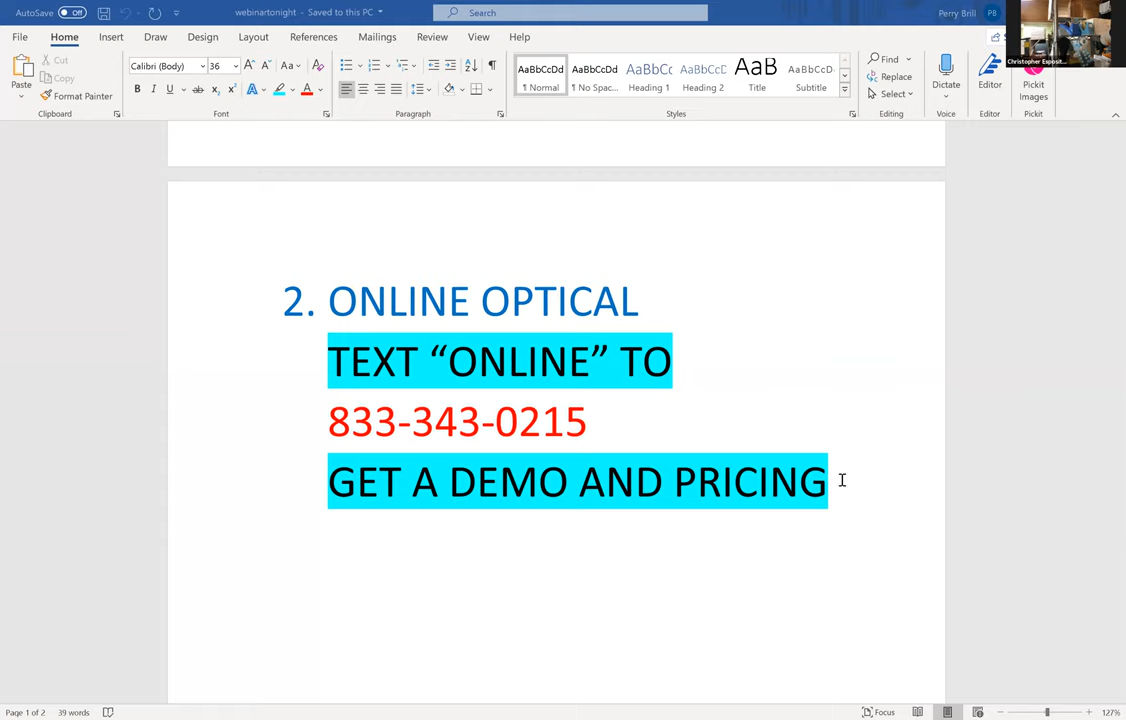 AutoSave Off webinartonight - Saved to this PC Search Perry Brill PB
File Home Insert Draw Design Layout References Mailings Review View Help
Christopher Esposit...
Paste Cut Copy Format Painter
Clipboard
Calibri (Body) 36
Font
Paragraph
AaBbCcDd AaBbCcDd AaBbCc AaBbCcD AaB AaBbCcD
¶ Normal ¶ No Spac... Heading 1 Heading 2 Title Subtitle
Styles
Find Replace Select
Editing
Dictate
Voice
Editor
Editor
Pickit Images
Pickit
2. ONLINE OPTICAL
TEXT “ONLINE” TO
833-343-0215
GET A DEMO AND PRICING
Page 1 of 2 39 words Focus 127%